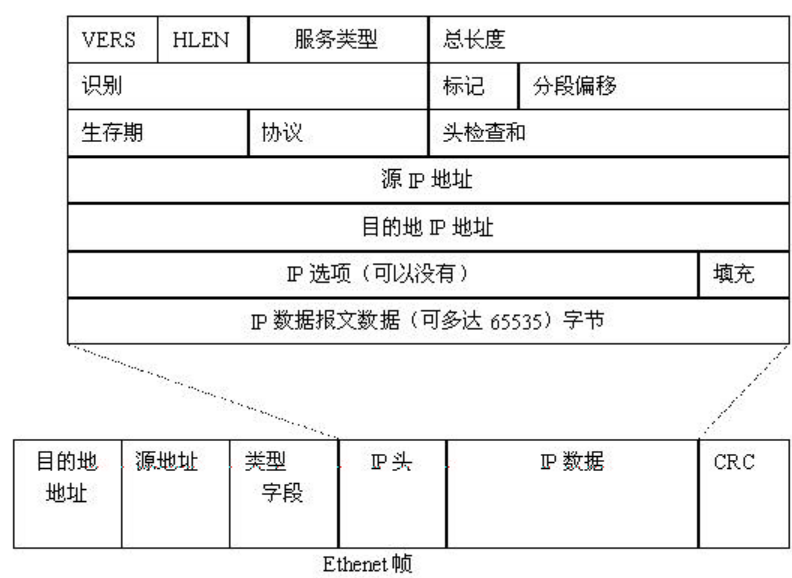 VERS HLEN 服务类型 总长度
识别 标记 分段偏移
生存期 协议 头检查和
源 IP 地址
目的地 IP 地址
IP 选项（可以没有） 填充
IP 数据报文数据（可多达 65535）字节
目的地 源地址 类型 IP 头 IP 数据 CRC
地址 字段
Ethenet 帧